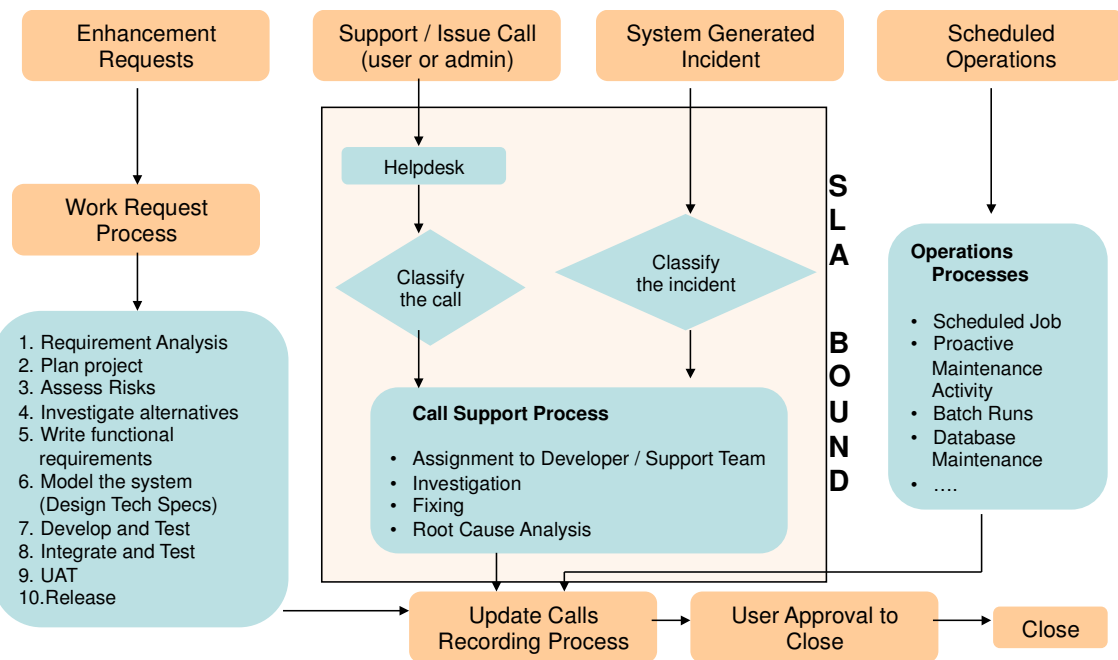 Enhancement
Requests
Support / Issue Call
(user or admin)
System Generated
Incident
Scheduled
Operations
Helpdesk
Work Request
Process
Classify
the call
Classify
the incident
S
L
A
B
O
U
N
D
Operations
Processes
• Scheduled Job
• Proactive
Maintenance
Activity
• Batch Runs
• Database
Maintenance
• ….
1. Requirement Analysis
2. Plan project
3. Assess Risks
4. Investigate alternatives
5. Write functional
requirements
6. Model the system
(Design Tech Specs)
7. Develop and Test
8. Integrate and Test
9. UAT
10.Release
Call Support Process
• Assignment to Developer / Support Team
• Investigation
• Fixing
• Root Cause Analysis
Update Calls
Recording Process
User Approval to
Close
Close